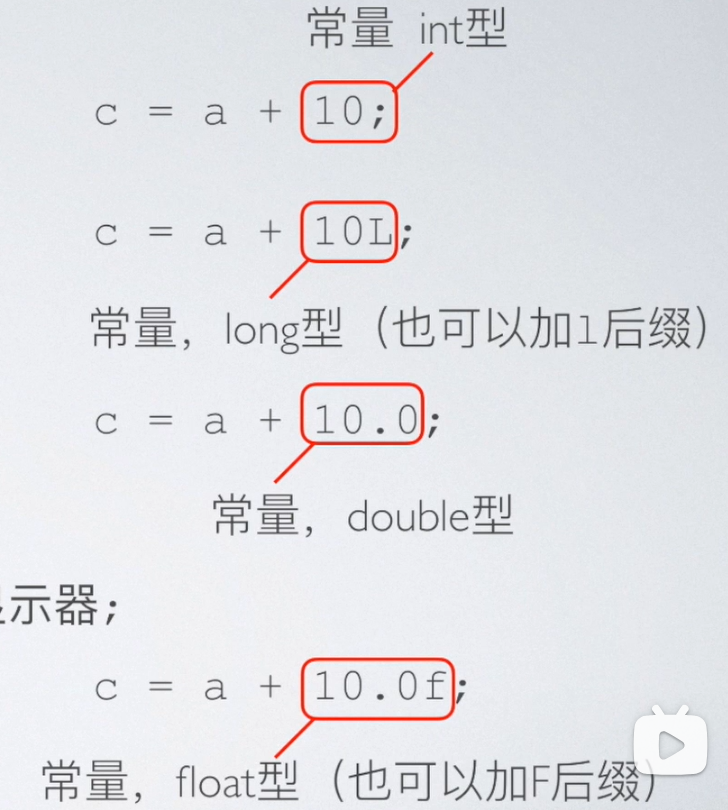 常量 int型
c = a + 10;
c = a + 10L;
常量，long型（也可以加l后缀）
c = a + 10.0;
常量，double型
示器;
c = a + 10.0f;
常量，float型（也可以加F后缀）